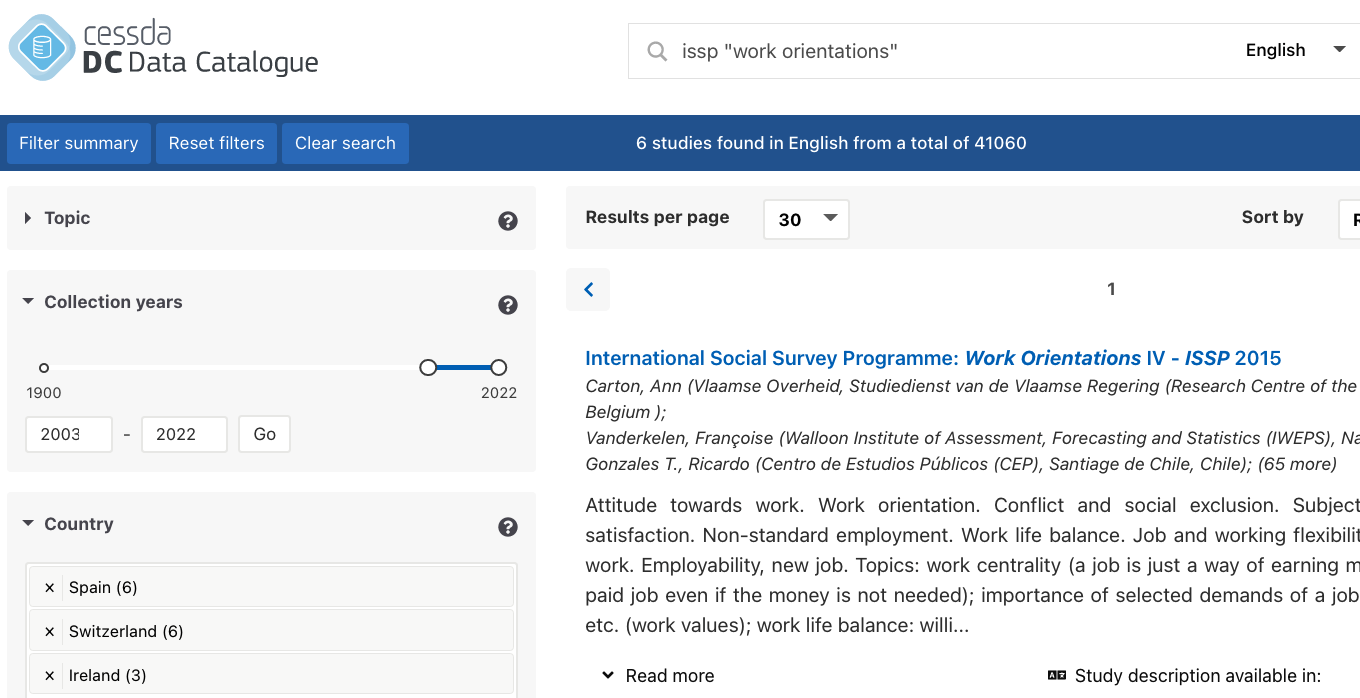 cessda
DC Data Catalogue
issp "work orientations"
English
Filter summary
Reset filters
Clear search
6 studies found in English from a total of 41060
Topic
Collection years
1900
2022
2003 - 2022 Go
Country
× Spain (6)
× Switzerland (6)
× Ireland (3)
Results per page 30
Sort by
1
International Social Survey Programme: Work Orientations IV - ISSP 2015
Carton, Ann (Vlaamse Overheid, Studiedienst van de Vlaamse Regering (Research Centre of the
Belgium );
Vanderkelen, Françoise (Walloon Institute of Assessment, Forecasting and Statistics (IWEPS), Na
Gonzales T., Ricardo (Centro de Estudios Públicos (CEP), Santiage de Chile, Chile); (65 more)
Attitude towards work. Work orientation. Conflict and social exclusion. Subject
satisfaction. Non-standard employment. Work life balance. Job and working flexibilit
work. Employability, new job. Topics: work centrality (a job is just a way of earning m
paid job even if the money is not needed); importance of selected demands of a job
etc. (work values); work life balance: willi...
Read more
Study description available in: